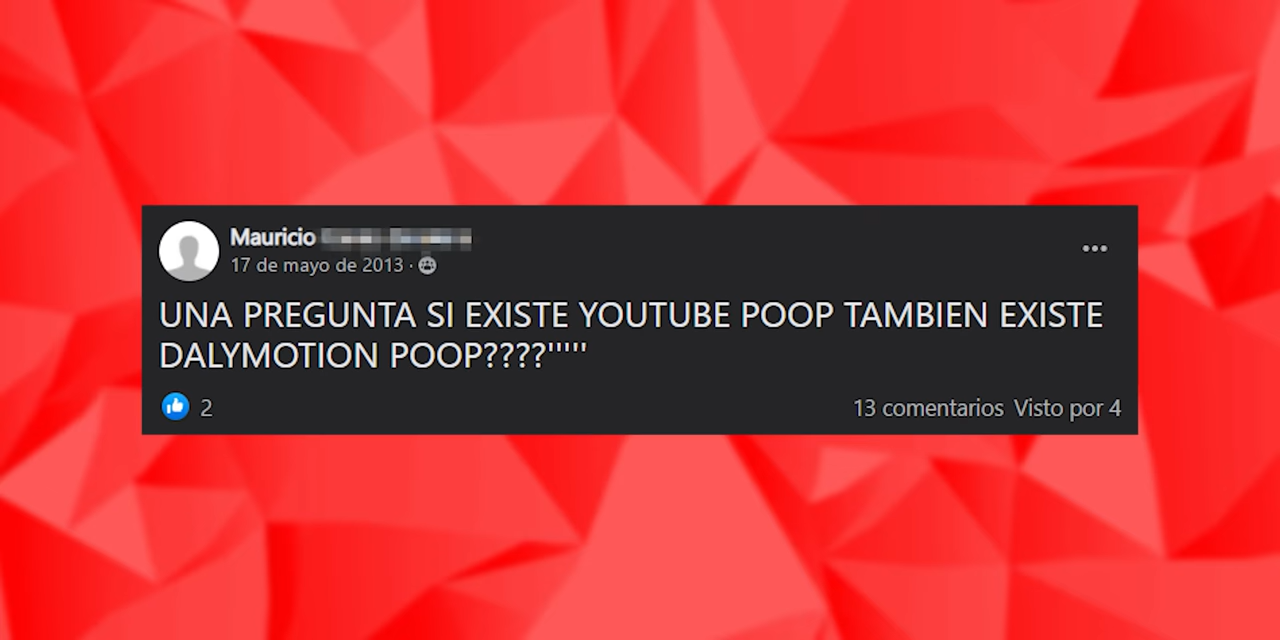 Mauricio
17 de mayo de 2013 ·
UNA PREGUNTA SI EXISTE YOUTUBE POOP TAMBIEN EXISTE
DALYMOTION POOP????'''''
2
13 comentarios Visto por 4